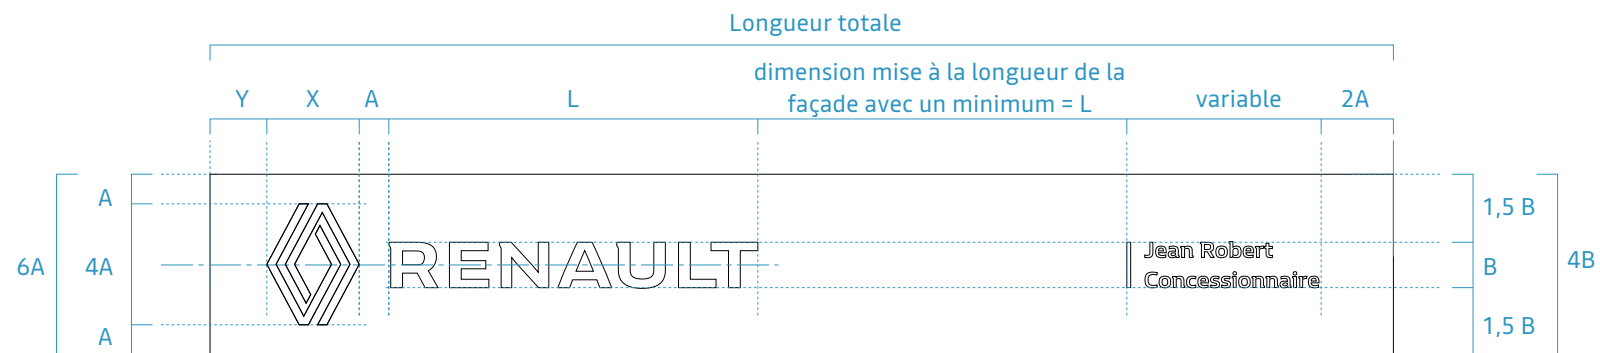 Longueur totale
dimension mise à la longueur de la
façade avec un minimum = L
Y X A L variable 2A
A
1,5 B
RENAULT
Jean Robert
Concessionnaire
6A 4A B 4B
A
1,5 B